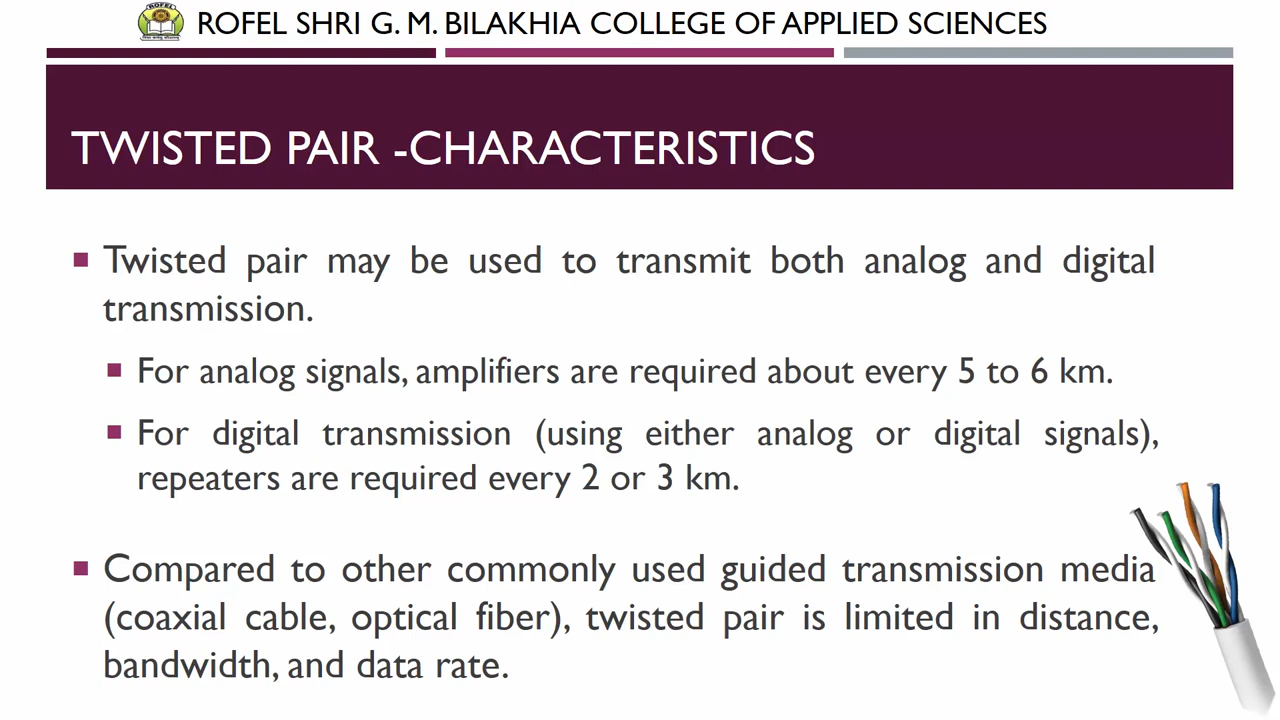 ROFEL
ROFEL SHRI G. M. BILAKHIA COLLEGE OF APPLIED SCIENCES
TWISTED PAIR -CHARACTERISTICS
Twisted pair may be used to transmit both analog and digital
transmission.
For analog signals, amplifiers are required about every 5 to 6 km.
For digital transmission (using either analog or digital signals),
repeaters are required every 2 or 3 km.
Compared to other commonly used guided transmission media
(coaxial cable, optical fiber), twisted pair is limited in distance,
bandwidth, and data rate.